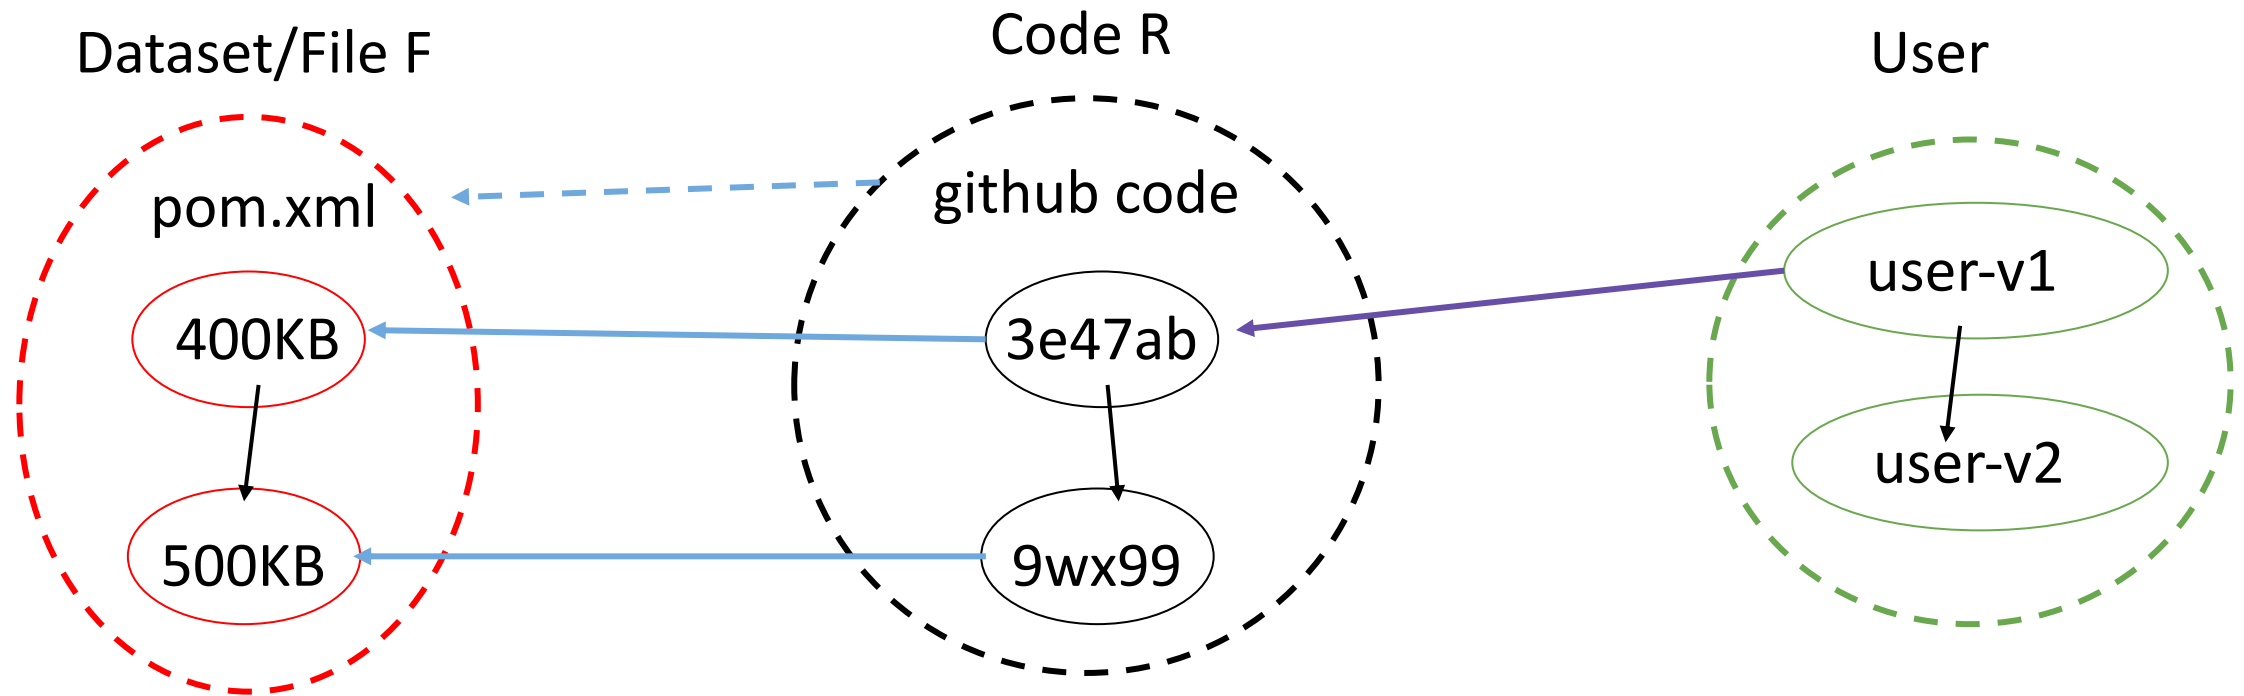 Dataset/File F
Code R
User
pom.xml
github code
400KB
3e47ab
user-v1
500KB
9wx99
user-v2